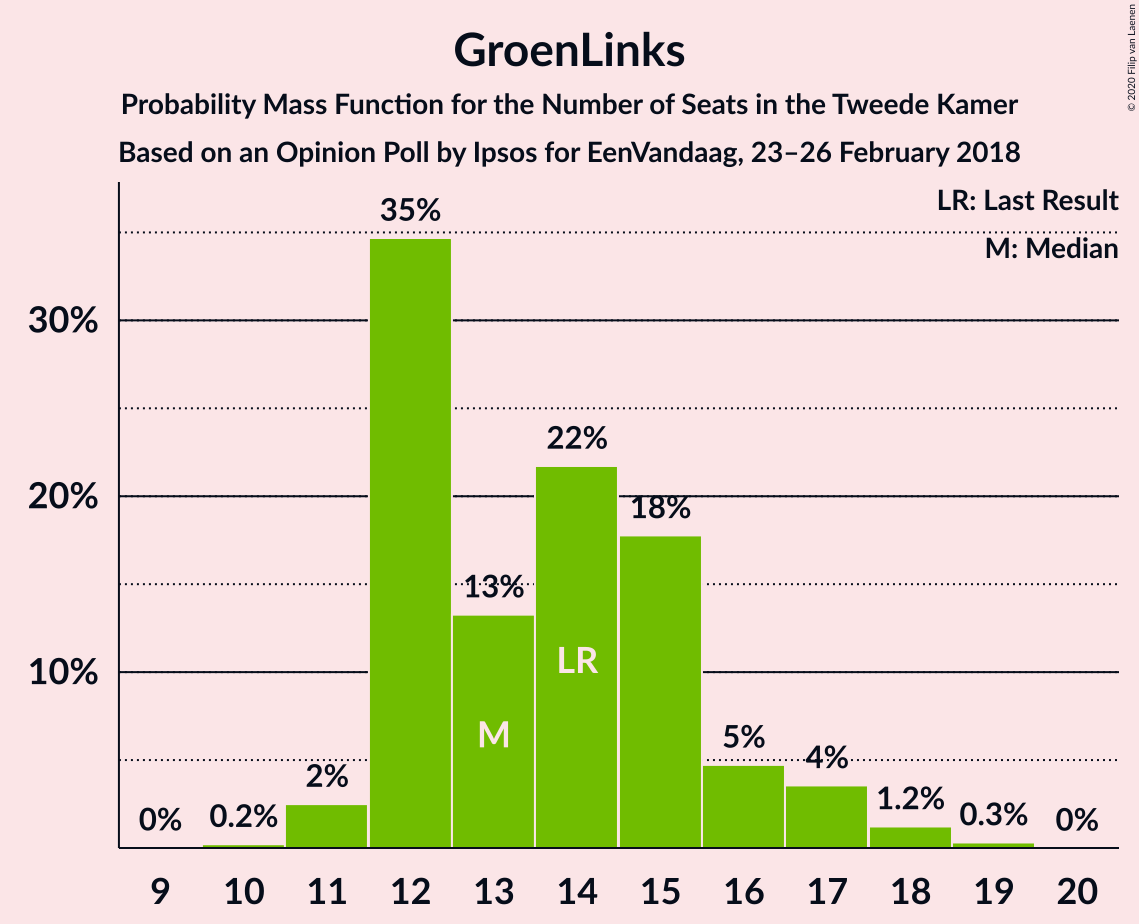 GroenLinks
Probability Mass Function for the Number of Seats in the Tweede Kamer
Based on an Opinion Poll by Ipsos for EenVandaag, 23–26 February 2018
© 2020 Filip van Laenen
LR: Last Result
M: Median
30%
20%
10%
0%
0.2%
2%
35%
13%
22%
18%
5%
4%
1.2%
0.3%
0%
M
LR
9 10 11 12 13 14 15 16 17 18 19 20